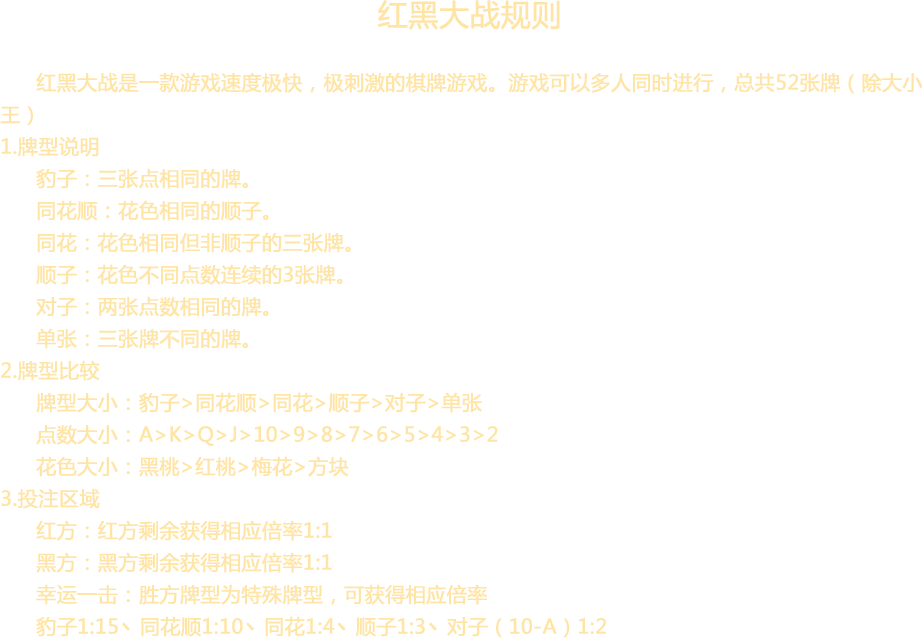 红黑大战规则
红黑大战是一款游戏速度极快，极刺激的棋牌游戏。游戏可以多人同时进行，总共52张牌（除大小
王）
1.牌型说明
豹子：三张点相同的牌。
同花顺：花色相同的顺子。
同花：花色相同但非顺子的三张牌。
顺子：花色不同点数连续的3张牌。
对子：两张点数相同的牌。
单张：三张牌不同的牌。
2.牌型比较
牌型大小：豹子>同花顺>同花>顺子>对子>单张
点数大小：A>K>Q>J>10>9>8>7>6>5>4>3>2
花色大小：黑桃>红桃>梅花>方块
3.投注区域
红方：红方剩余获得相应倍率1:1
黑方：黑方剩余获得相应倍率1:1
幸运一击：胜方牌型为特殊牌型，可获得相应倍率
豹子1:15、同花顺1:10、同花1:4、顺子1:3、对子（10-A）1:2